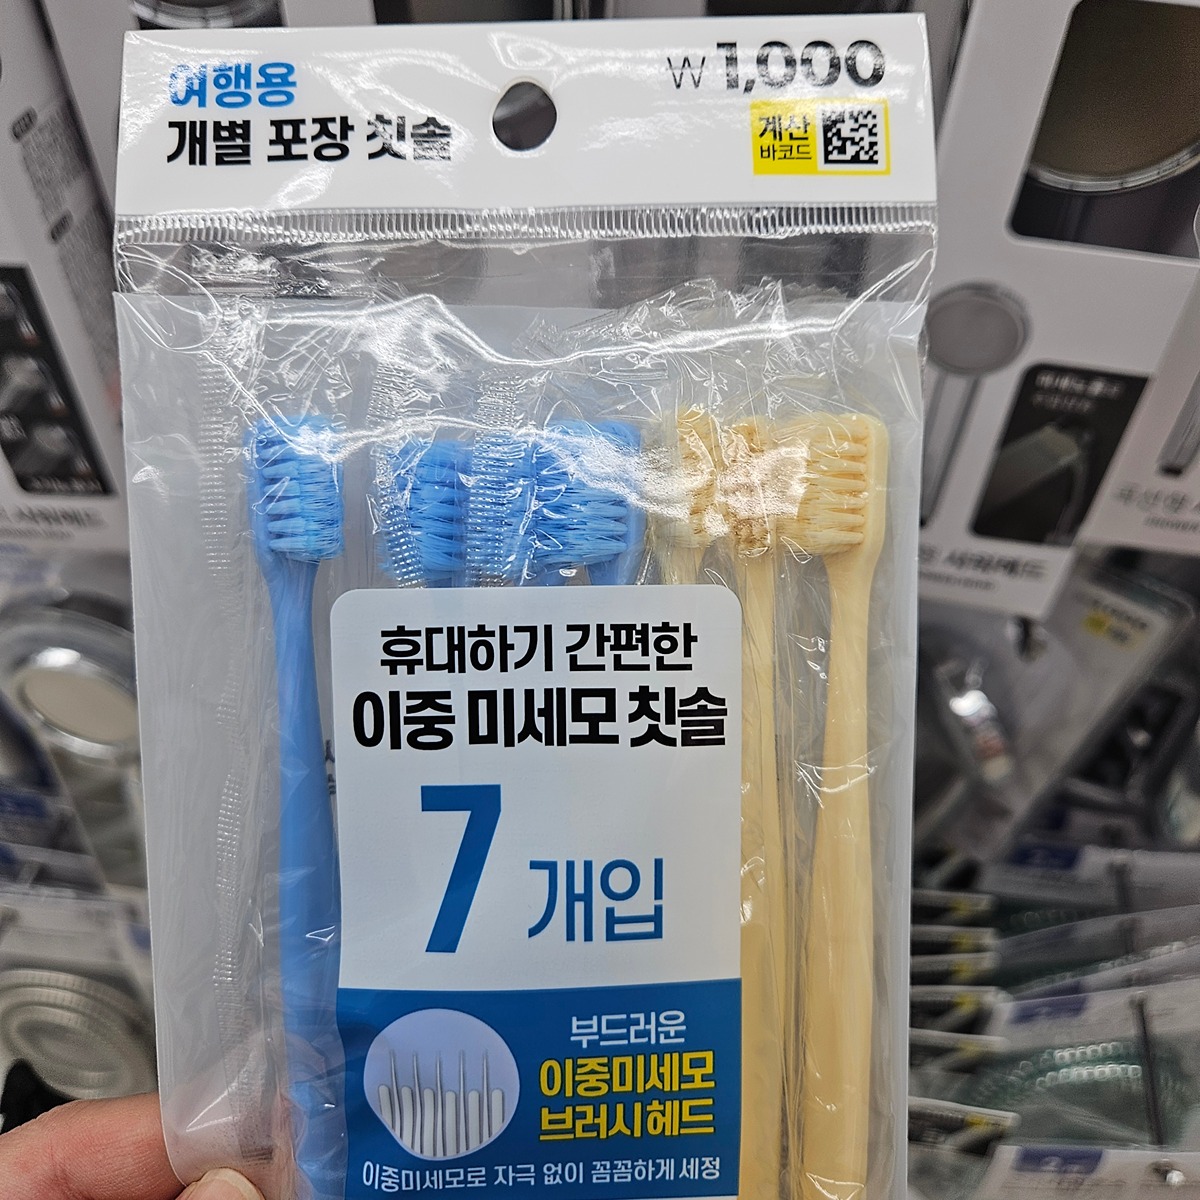 여행용
개별 포장 칫솔
₩1,000
계산
바코드
휴대하기 간편한
이중 미세모 칫솔
7 개입
부드러운
이중미세모
브러시헤드
이중미세모로 자극 없이 꼼꼼하게 세정